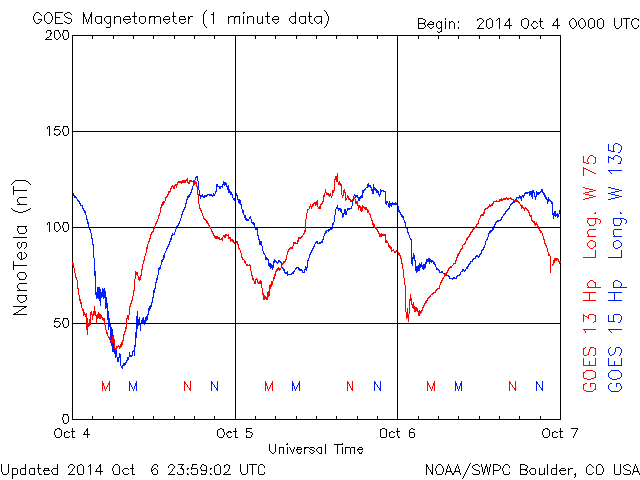 GOES Magnetometer (1 minute data)
Begin: 2014 Oct 4 0000 UTC
200
150
100
50
0
NanoTesla (nT)
M M N N M M N N M M N N
Oct 4 Oct 5 Oct 6 Oct 7
Universal Time
GOES 13 Hp Long. W 75
GOES 15 Hp Long. W 135
Updated 2014 Oct 6 23:59:02 UTC
NOAA/SWPC Boulder, CO USA